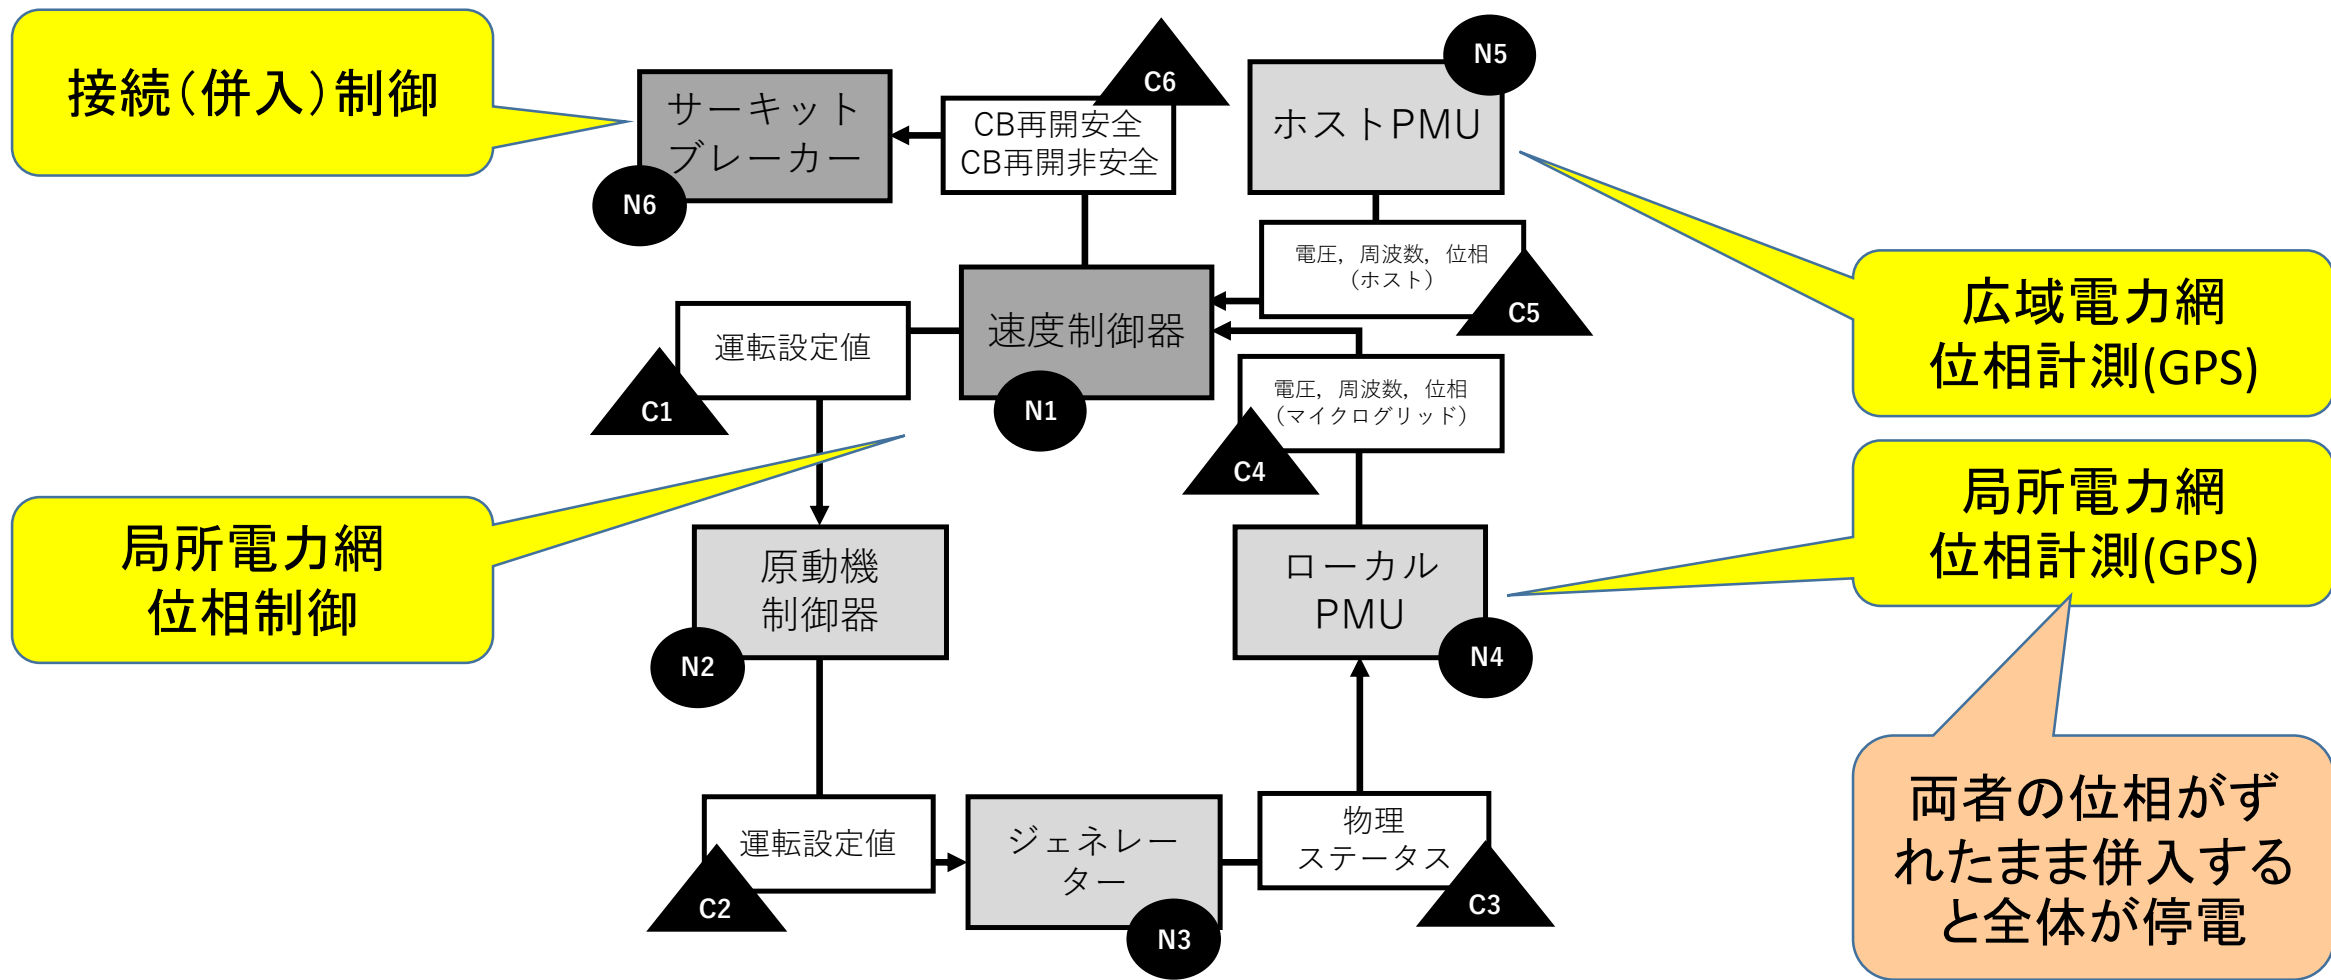 接続(併入)制御
サーキット
ブレーカー
N6
C6
CB再開安全
CB再開非安全
N5
ホストPMU
電圧，周波数，位相
（ホスト）
C5
広域電力網
位相計測(GPS)
運転設定値
C1
速度制御器
N1
電圧，周波数，位相
（マイクログリッド）
C4
局所電力網
位相計測(GPS)
局所電力網
位相制御
原動機
制御器
N2
ローカル
PMU
N4
運転設定値
C2
ジェネレー
ター
N3
物理
ステータス
C3
両者の位相がず
れたまま併入する
と全体が停電